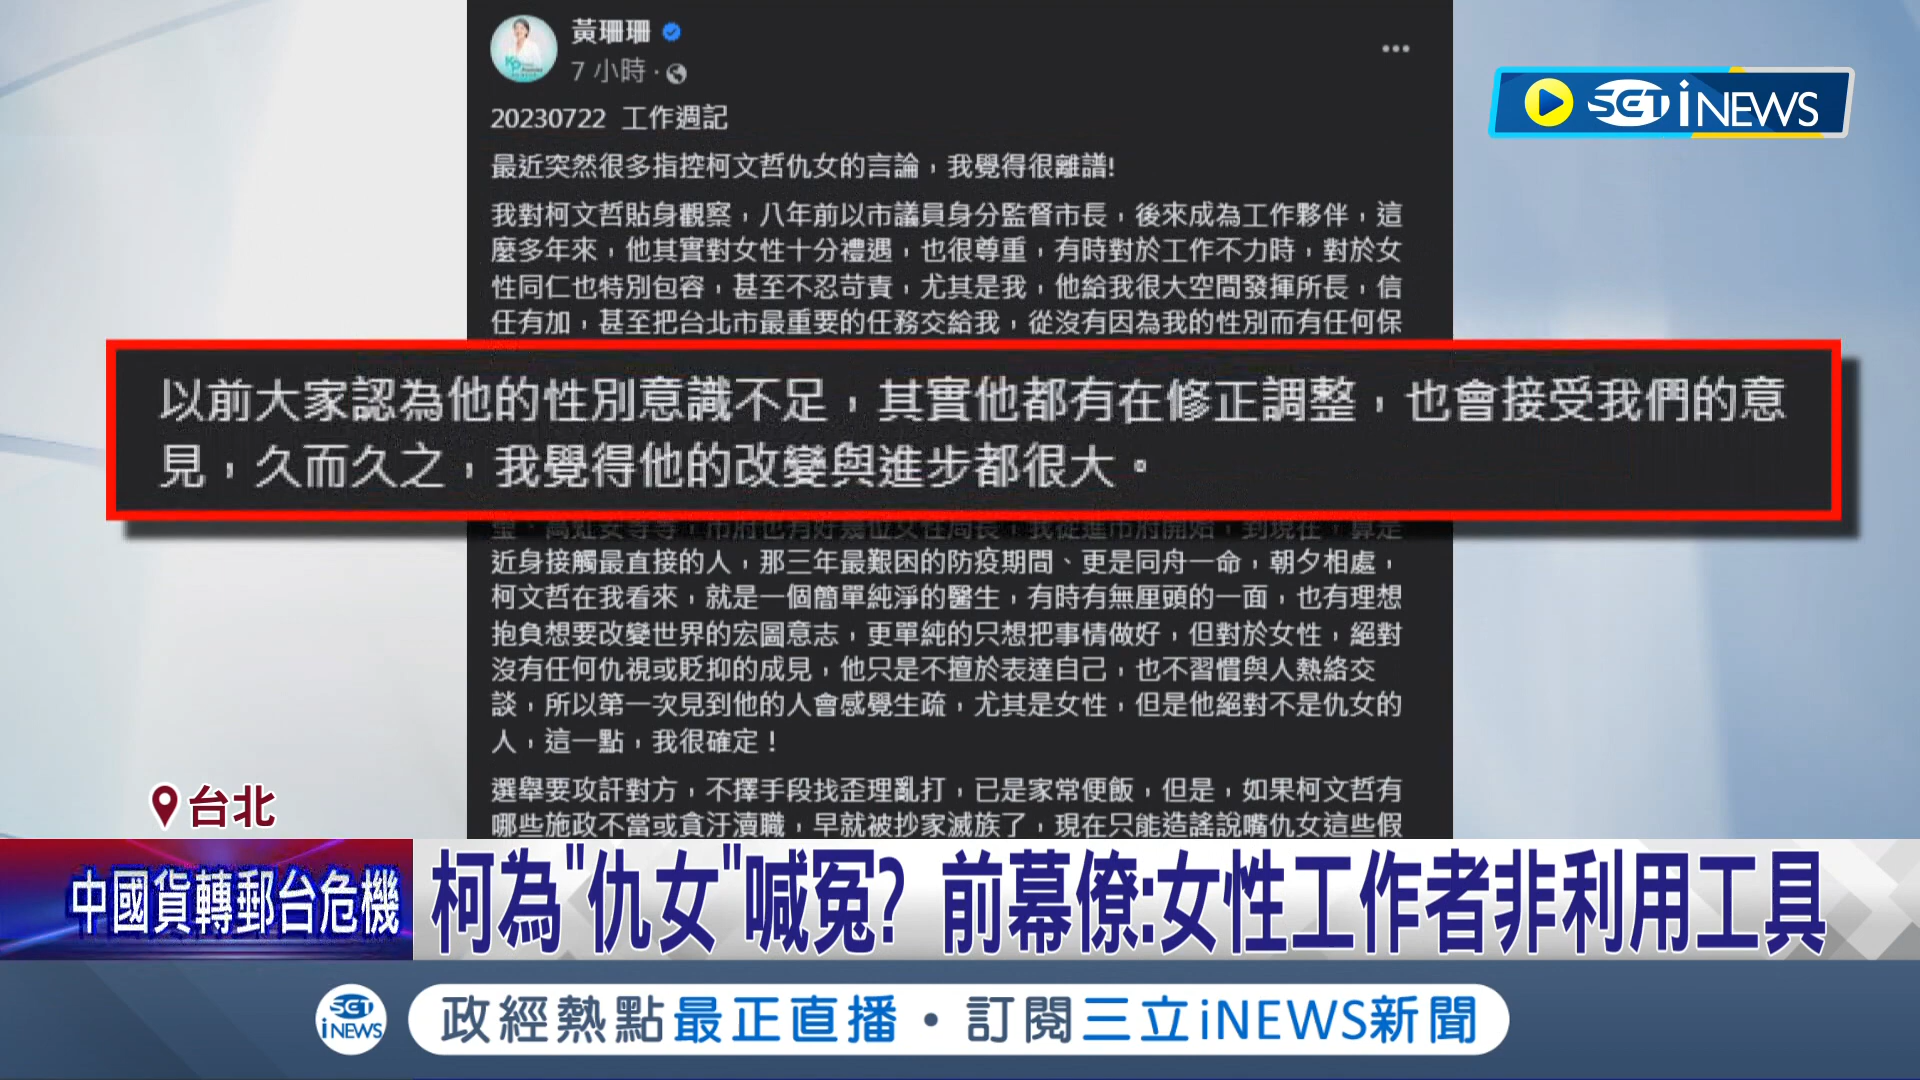 黃珊珊
7 小時
20230722 工作週記
最近突然很多指控柯文哲仇女的言論，我覺得很離譜!
我對柯文哲貼身觀察，八年前以市議員身分監督市長，後來成為工作夥伴，這
麼多年來，他其實對女性十分禮遇，也很尊重，有時對於工作不力時，對於女
性同仁也特別包容，甚至不忍苛責，尤其是我，他給我很大空間發揮所長，信
任有加，甚至把台北市最重要的任務交給我，從沒有因為我的性別而有任何保
以前大家認為他的性別意識不足，其實他都有在修正調整，也會接受我們的意
見，久而久之，我覺得他的改變與進步都很大。
近身接觸最直接的人，那三年最艱困的防疫期間、更是同舟一命，朝夕相處，
柯文哲在我看來，就是一個簡單純淨的醫生，有時有無厘頭的一面，也有理想
抱負想要改變世界的宏圖意志，更單純的只想把事情做好，但對於女性，絕對
沒有任何仇視或貶抑的成見，他只是不擅於表達自己，也不習慣與人熱絡交
談，所以第一次見到他的人會感覺生疏，尤其是女性，但是他絕對不是仇女的
人，這一點，我很確定！
選舉要攻訐對方，不擇手段找歪理亂打，已是家常便飯，但是，如果柯文哲有
哪些施政不當或貪汙瀆職，早就被抄家滅族了，現在只能造謠說嘴仇女這些假
SET iNEWS
台北
中國貨轉郵台危機
柯為"仇女"喊冤? 前幕僚:女性工作者非利用工具
SET iNEWS
政經熱點最正直播・訂閱三立iNEWS新聞